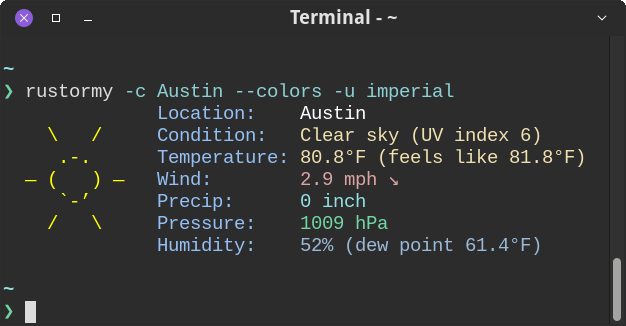 Terminal - ~
~
❯ rustormy -c Austin --colors -u imperial
Location: Austin
\ / Condition: Clear sky (UV index 6)
.-. Temperature: 80.8°F (feels like 81.8°F)
― ( ) ― Wind: 2.9 mph ↘
`-’ Precip: 0 inch
/ \ Pressure: 1009 hPa
Humidity: 52% (dew point 61.4°F)
~
❯